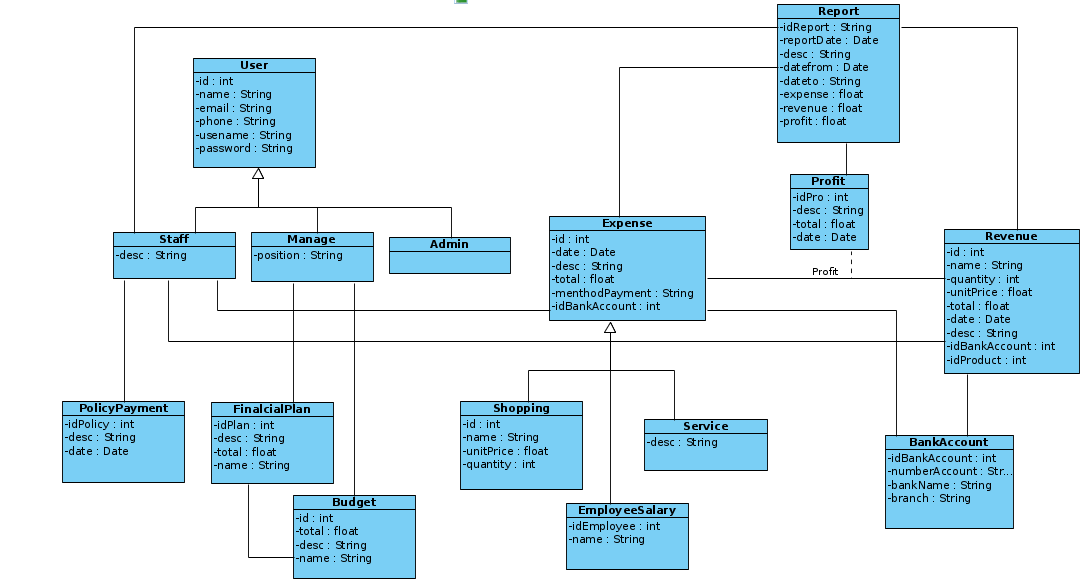 Report
-idReport : String
-reportDate : Date
-desc : String
-datefrom : Date
-dateto : String
-expense : float
-revenue : float
-profit : float
User
-id : int
-name : String
-email : String
-phone : String
-usename : String
-password : String
Profit
-idPro : int
-desc : String
-total : float
-date : Date
Staff
-desc : String
Manage
-position : String
Admin
Expense
-id : int
-date : Date
-desc : String
-total : float
-menthodPayment : String
-idBankAccount : int
Profit
Revenue
-id : int
-name : String
-quantity : int
-unitPrice : float
-total : float
-date : Date
-desc : String
-idBankAccount : int
-idProduct : int
PolicyPayment
-idPolicy : int
-desc : String
-date : Date
FinalcialPlan
-idPlan : int
-desc : String
-total : float
-name : String
Shopping
-id : int
-name : String
-unitPrice : float
-quantity : int
Service
-desc : String
BankAccount
-idBankAccount : int
-numberAccount : Str...
-bankName : String
-branch : String
Budget
-id : int
-total : float
-desc : String
-name : String
EmployeeSalary
-idEmployee : int
-name : String